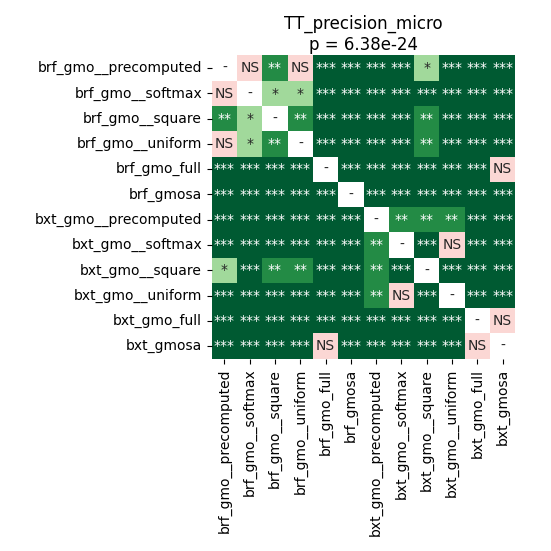 TT_precision_micro
p = 6.38e-24
brf_gmo__precomputed - NS ** NS *** *** *** *** * *** *** ***
brf_gmo__softmax NS - * * *** *** *** *** *** *** *** ***
brf_gmo__square ** * - ** *** *** *** *** ** *** *** ***
brf_gmo__uniform NS * ** - *** *** *** *** ** *** *** ***
brf_gmo_full *** *** *** *** - *** *** *** *** *** *** NS
brf_gmosa *** *** *** *** *** - *** *** *** *** *** ***
bxt_gmo__precomputed *** *** *** *** *** *** - ** ** ** *** ***
bxt_gmo__softmax *** *** *** *** *** *** ** - *** NS *** ***
bxt_gmo__square * *** ** ** *** *** ** *** - *** *** ***
bxt_gmo__uniform *** *** *** *** *** *** ** NS *** - *** ***
bxt_gmo_full *** *** *** *** *** *** *** *** *** *** - NS
bxt_gmosa *** *** *** *** NS *** *** *** *** *** NS -
brf_gmo__precomputed
brf_gmo__softmax
brf_gmo__square
brf_gmo__uniform
brf_gmo_full
brf_gmosa
bxt_gmo__precomputed
bxt_gmo__softmax
bxt_gmo__square
bxt_gmo__uniform
bxt_gmo_full
bxt_gmosa